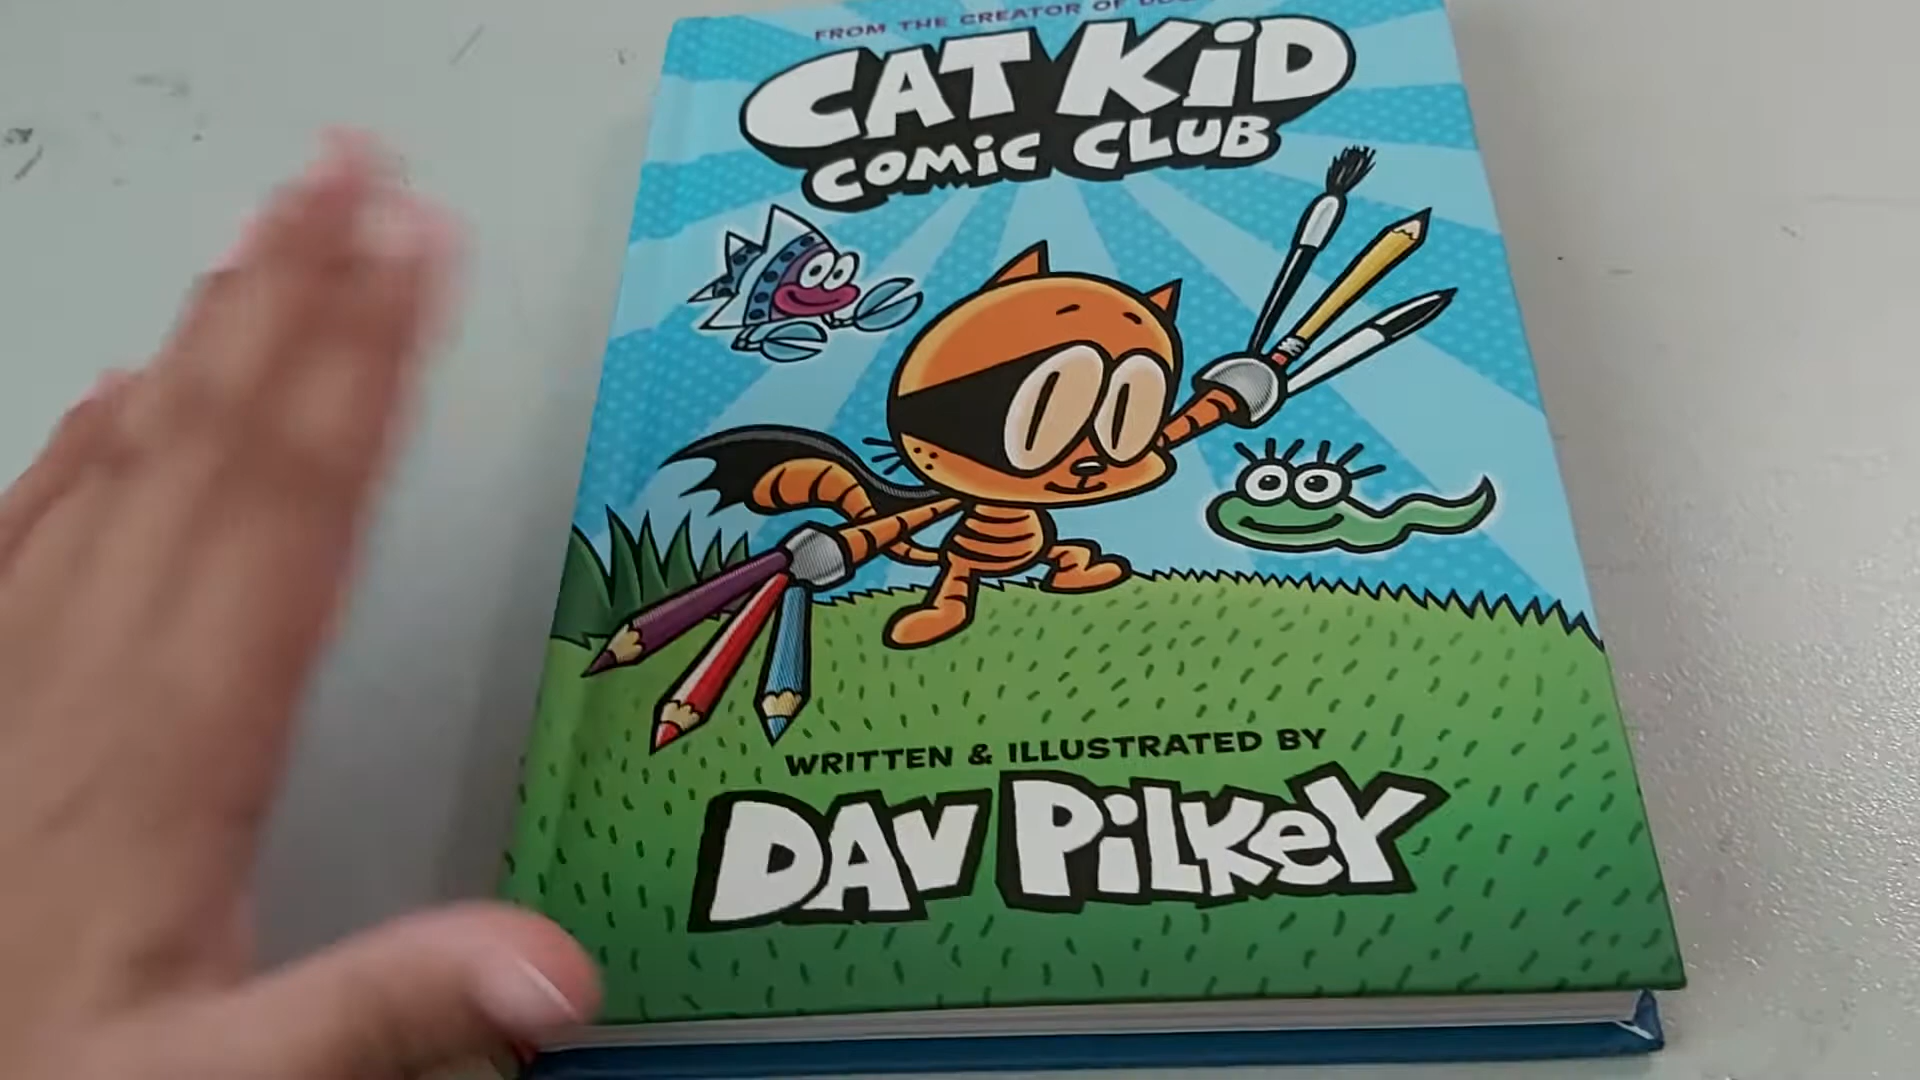 FROM THE CREATOR OF
CAT KiD
COMiC CLUB
WRITTEN & ILLUSTRATED BY
DAV PiLKEY